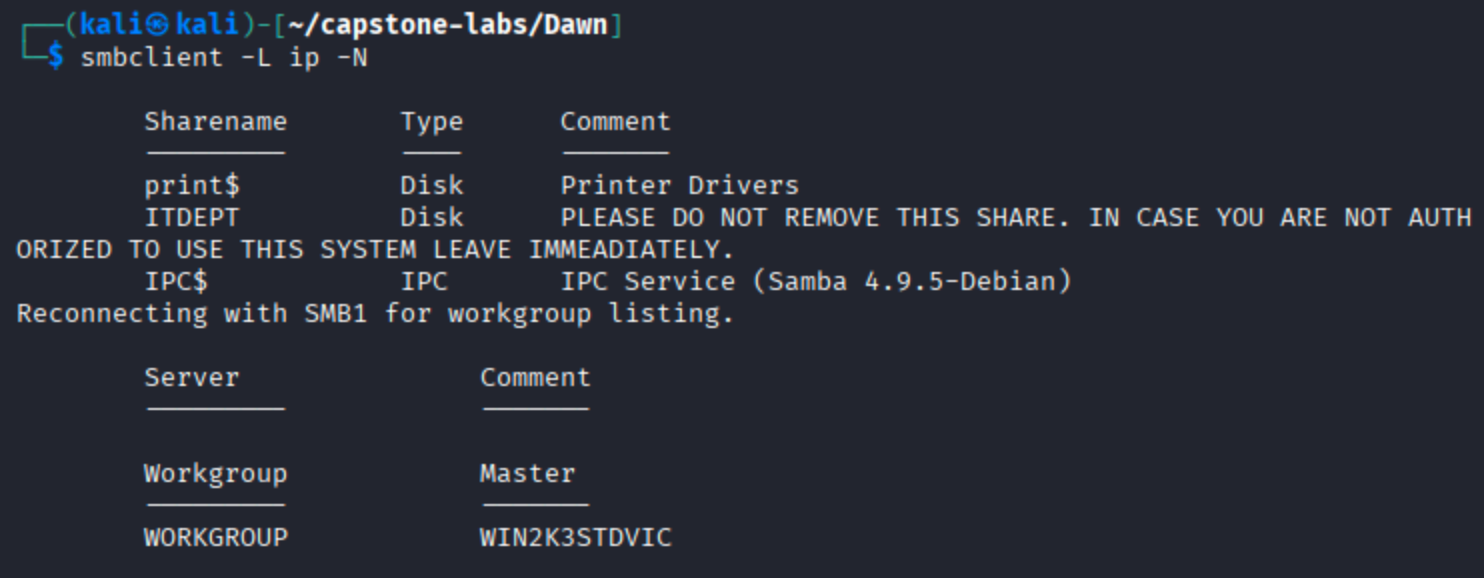 (kali㉿kali)-[~/capstone-labs/Dawn]
$ smbclient -L ip -N
Sharename Type Comment
print$ Disk Printer Drivers
ITDEPT Disk PLEASE DO NOT REMOVE THIS SHARE. IN CASE YOU ARE NOT AUTH
ORIZED TO USE THIS SYSTEM LEAVE IMMEADIATELY.
IPC$ IPC IPC Service (Samba 4.9.5-Debian)
Reconnecting with SMB1 for workgroup listing.
Server Comment
Workgroup Master
WORKGROUP WIN2K3STDVIC